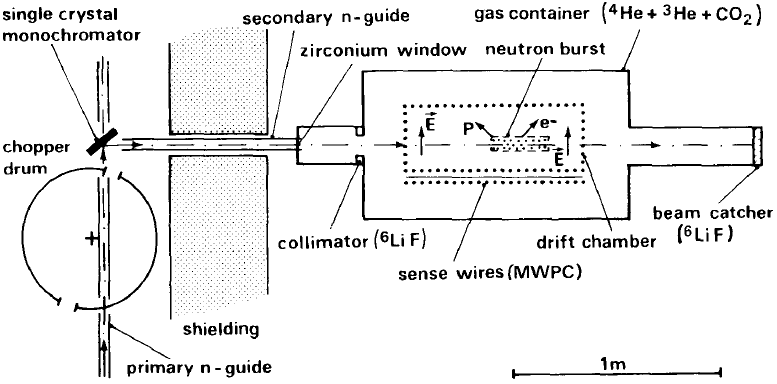 single crystal
monochromator
secondary n-guide
gas container (⁴He + ³He + CO₂)
zirconium window
neutron burst
chopper
drum
E⃗
P
e-
E⃗
E⃗
+
collimator (⁶LiF)
sense wires (MWPC)
drift chamber
beam catcher
(⁶LiF)
shielding
primary n-guide
1m